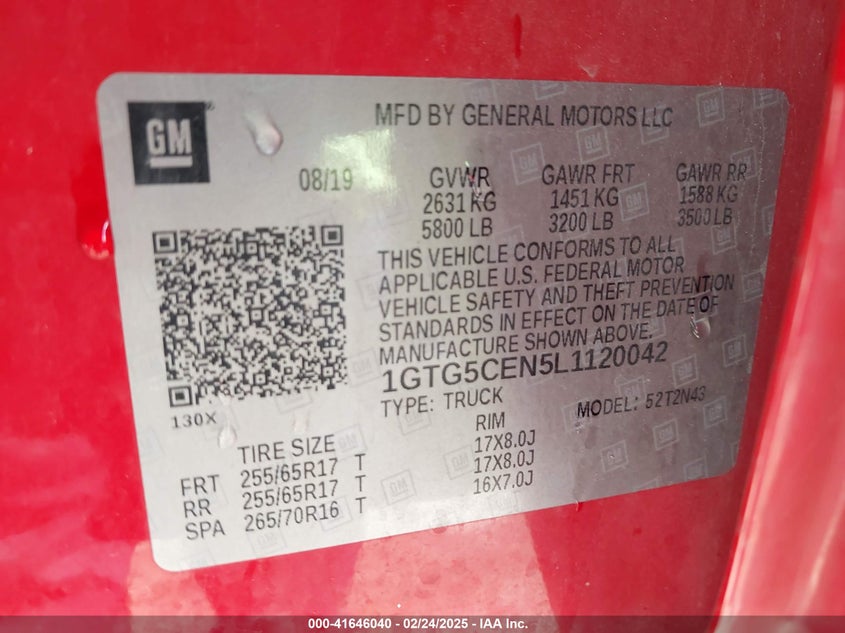 GM
MFD BY GENERAL MOTORS LLC
08/19
GVWR GAWR FRT GAWR RR
2631 KG 1451 KG 1588 KG
5800 LB 3200 LB 3500 LB
THIS VEHICLE CONFORMS TO ALL
APPLICABLE U.S. FEDERAL MOTOR
VEHICLE SAFETY AND THEFT PREVENTION
STANDARDS IN EFFECT ON THE DATE OF
MANUFACTURE SHOWN ABOVE.
1GTG5CEN5L1120042
TYPE: TRUCK MODEL: 52T2N43
130X
TIRE SIZE RIM
FRT 255/65R17 T 17X8.0J
RR 255/65R17 T 17X8.0J
SPA 265/70R16 T 16X7.0J
000-41646040 - 02/24/2025 - IAA Inc.